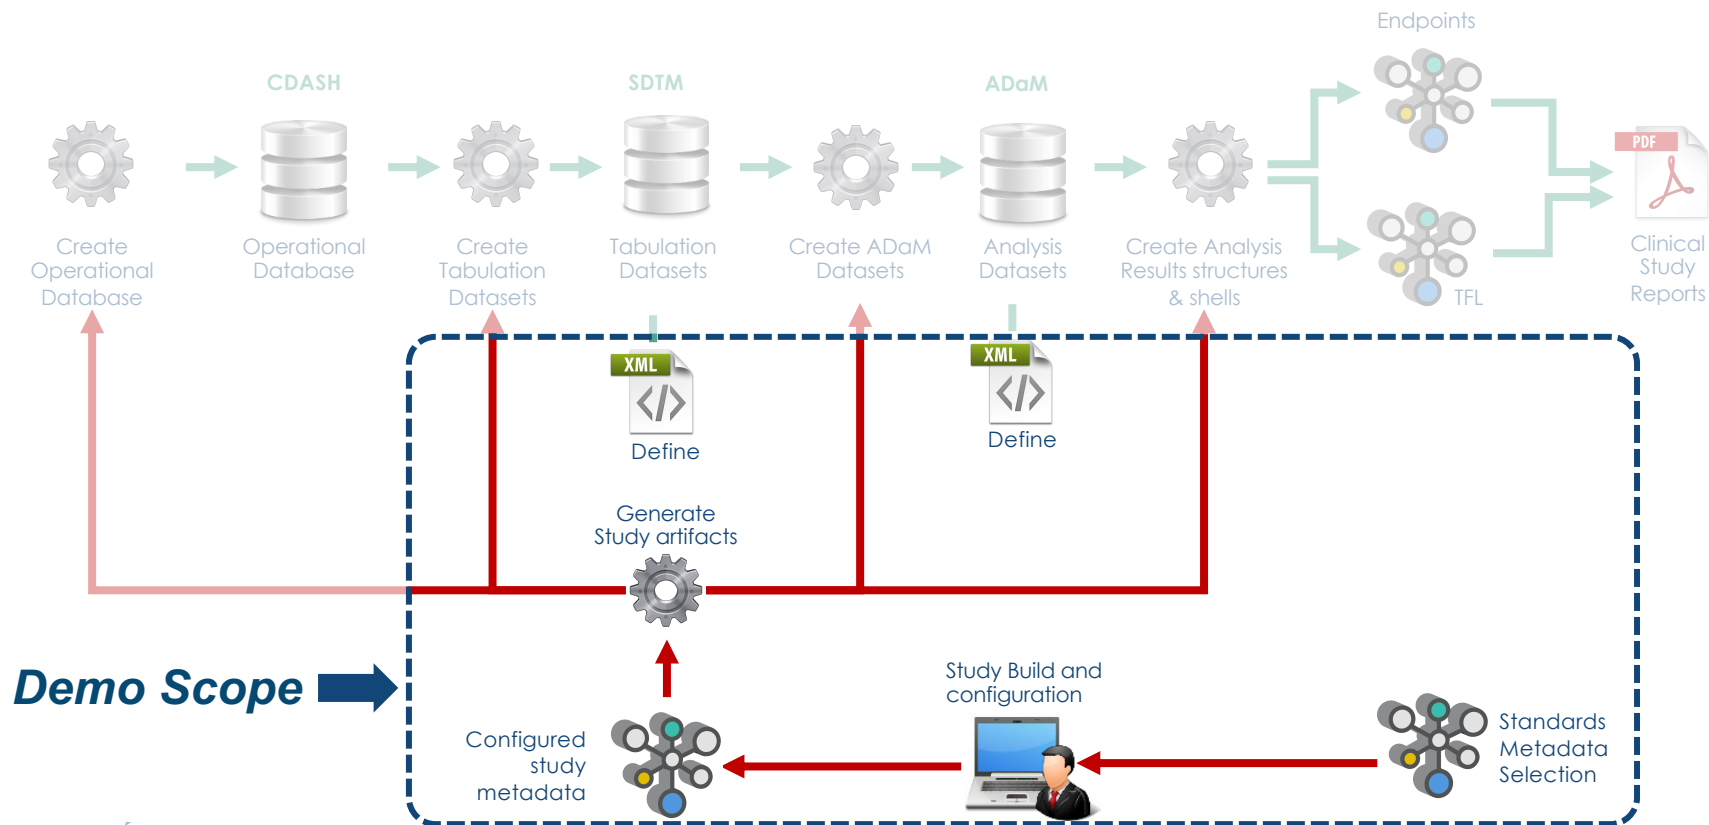 Endpoints
CDASH
SDTM
ADaM
PDF
Create
Operational
Database
Operational
Database
Create
Tabulation
Datasets
Tabulation
Datasets
Create ADaM
Datasets
Analysis
Datasets
Create Analysis
Results structures
& shells
TFL
Clinical
Study
Reports
XML
Define
XML
Define
Generate
Study artifacts
Demo Scope
Study Build and
configuration
Configured
study
metadata
Standards
Metadata
Selection